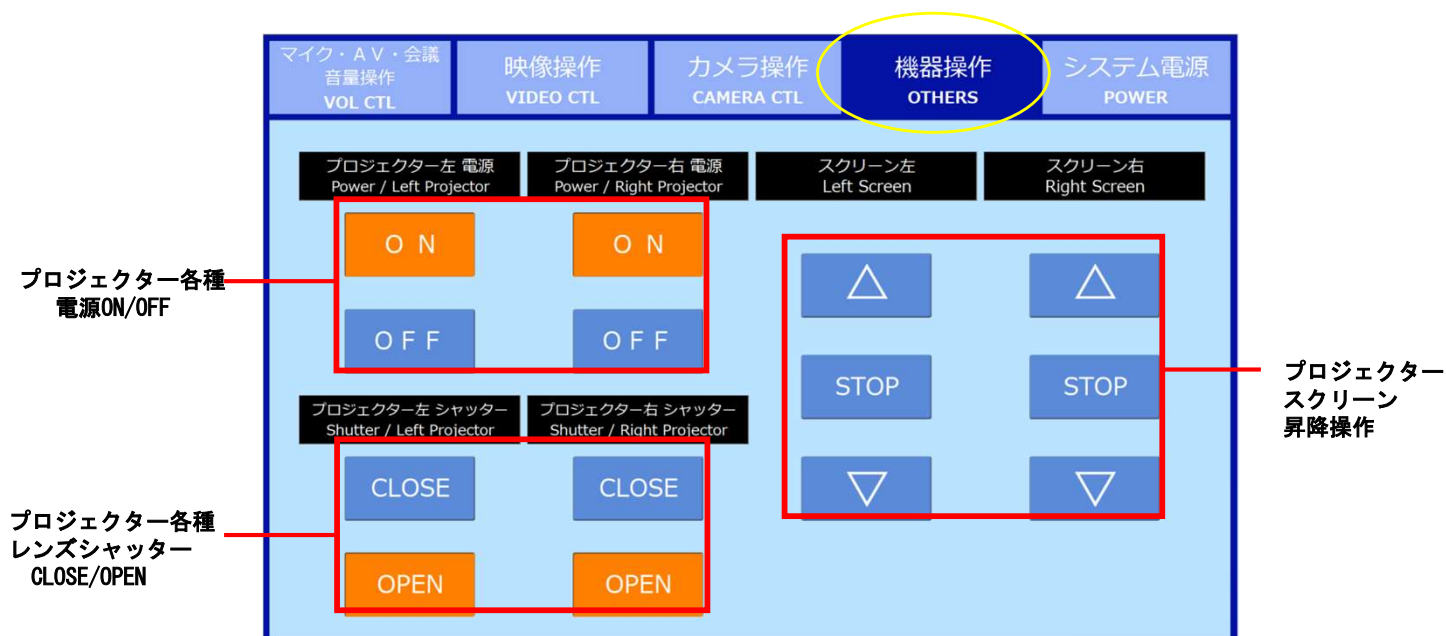 マイク・ＡＶ・会議
音量操作
VOL CTL
映像操作
VIDEO CTL
カメラ操作
CAMERA CTL
機器操作
OTHERS
システム電源
POWER
プロジェクター左 電源
Power / Left Projector
プロジェクター右 電源
Power / Right Projector
スクリーン左
Left Screen
スクリーン右
Right Screen
ＯＮ
ＯＮ
ＯＦＦ
ＯＦＦ
プロジェクター各種
電源ON/OFF
△
△
STOP
STOP
▽
▽
プロジェクター
スクリーン
昇降操作
プロジェクター左 シャッター
Shutter / Left Projector
プロジェクター右 シャッター
Shutter / Right Projector
CLOSE
CLOSE
OPEN
OPEN
プロジェクター各種
レンズシャッター
CLOSE/OPEN